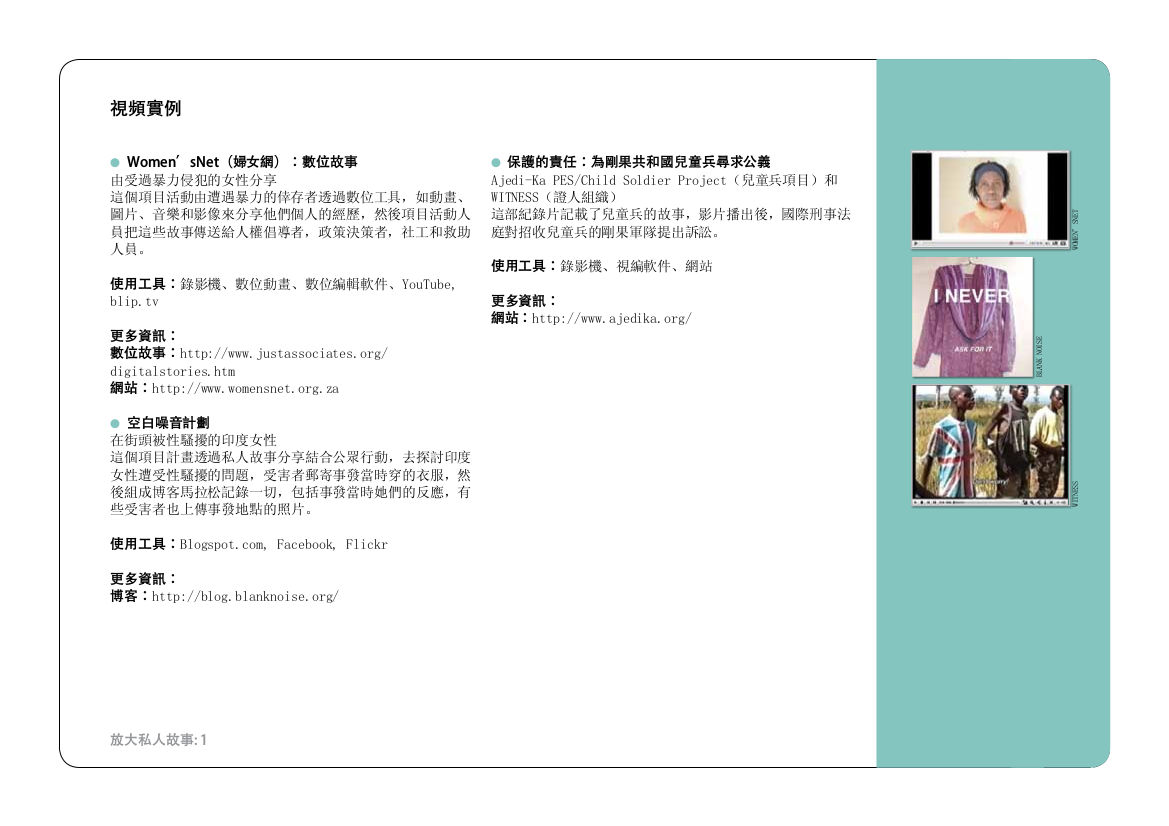 視頻實例
● Women′sNet（婦女網）：數位故事
由受過暴力侵犯的女性分享
這個項目活動由遭遇暴力的倖存者透過數位工具，如動畫、
圖片、音樂和影像來分享他們個人的經歷，然後項目活動人
員把這些故事傳送給人權倡導者，政策決策者，社工和救助
人員。
使用工具：錄影機、數位動畫、數位編輯軟件、YouTube,
blip.tv
更多資訊：
數位故事：http://www.justassociates.org/
digitalstories.htm
網站：http://www.womensnet.org.za
● 空白噪音計劃
在街頭被性騷擾的印度女性
這個項目計畫透過私人故事分享結合公眾行動，去探討印度
女性遭受性騷擾的問題，受害者郵寄事發當時穿的衣服，然
後組成博客馬拉松記錄一切，包括事發當時她們的反應，有
些受害者也上傳事發地點的照片。
使用工具：Blogspot.com, Facebook, Flickr
更多資訊：
博客：http://blog.blanknoise.org/
● 保護的責任：為剛果共和國兒童兵尋求公義
Ajedi-Ka PES/Child Soldier Project（兒童兵項目）和
WITNESS（證人組織）
這部紀錄片記載了兒童兵的故事，影片播出後，國際刑事法
庭對招收兒童兵的剛果軍隊提出訴訟。
使用工具：錄影機、視編軟件、網站
更多資訊：
網站：http://www.ajedika.org/
WOMEN′SNET
I NEVER
ASK FOR IT
BLANK NOISE
WITNESS
放大私人故事: 1